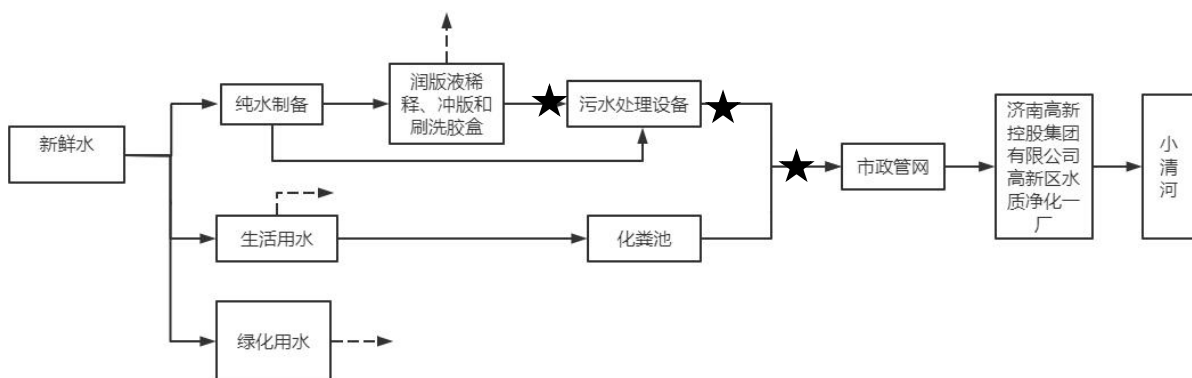 新鲜水
纯水制备
润版液稀
释、冲版和
刷洗胶盒
污水处理设备
生活用水
化粪池
绿化用水
市政管网
济南高新
控股集团
有限公司
高新区水
质净化一
厂
小
清
河